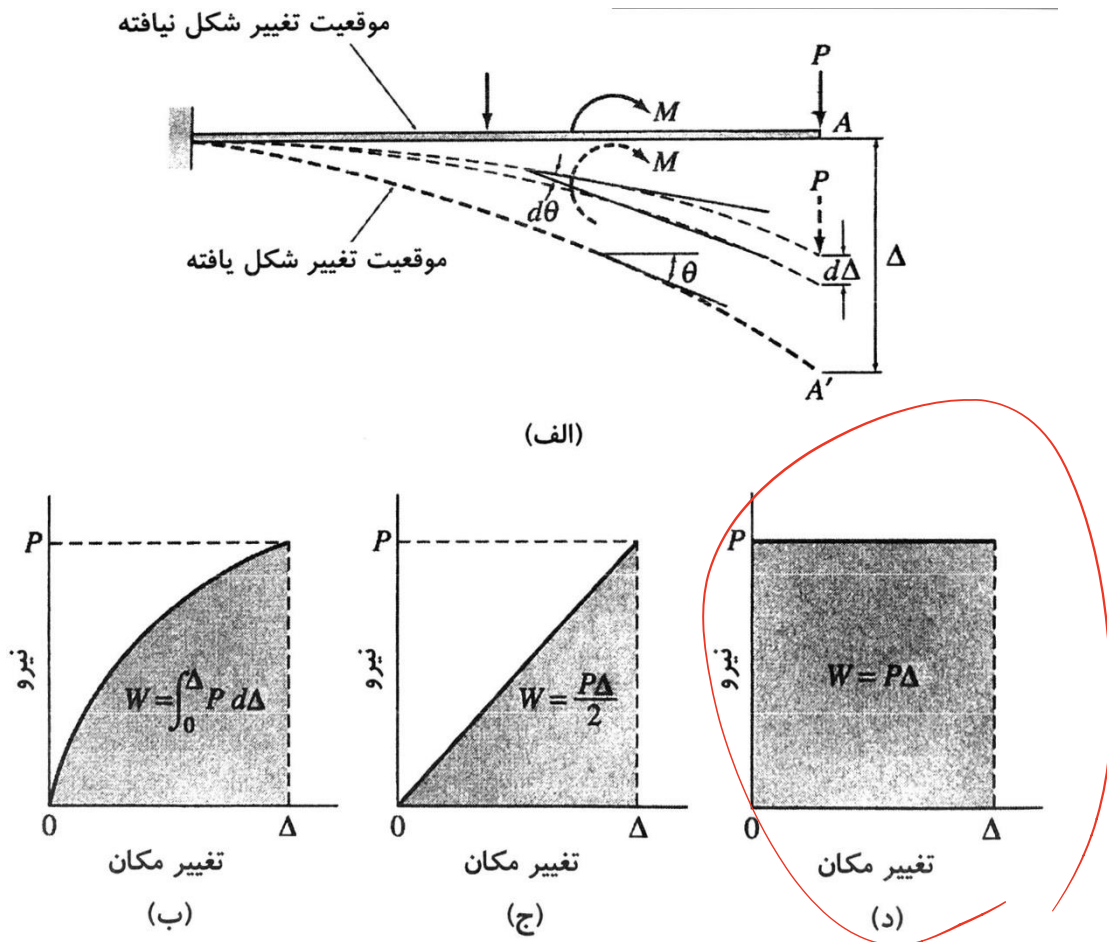 موقعیت تغییر شکل نیافته
P
A
M
M
P
dθ
dΔ
Δ
θ
موقعیت تغییر شکل یافته
A′
(الف)
P
نیرو
W = ∫₀^Δ P dΔ
0
Δ
تغییر مکان
(ب)
P
نیرو
W = PΔ/2
0
Δ
تغییر مکان
(ج)
P
نیرو
W = PΔ
0
Δ
تغییر مکان
(د)